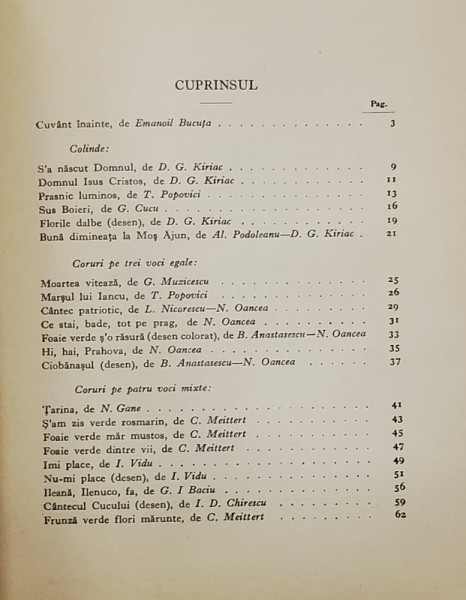 CUPRINSUL
Pag.
Cuvânt înainte, de Emanoil Bucuța . . . . . . . . . . . . . . 3
Colinde:
S'a născut Domnul, de D. G. Kiriac . . . . . . . . . . . . 9
Domnul Isus Cristos, de D. G. Kiriac . . . . . . . . . . . . 11
Prasnic luminos, de T. Popovici . . . . . . . . . . . . . . 13
Sus Boieri, de G. Cucu . . . . . . . . . . . . . . . . . 16
Florile dalbe (desen), de D. G. Kiriac . . . . . . . . . . . 19
Bună dimineața la Moș Ajun, de Al. Podoleanu—D. G. Kiriac . 21
Coruri pe trei voci egale:
Moartea vitează, de G. Muzicescu . . . . . . . . . . . . . 25
Marșul lui Iancu, de T. Popovici . . . . . . . . . . . . . 26
Cântec patriotic, de L. Nicorescu—N. Oancea . . . . . . . . 29
Ce stai, bade, tot pe prag, de N. Oancea . . . . . . . . . . 31
Foaie verde ș'o răsură (desen colorat), de B. Anastasescu—N. Oancea 33
Hi, hai, Prahova, de N. Oancea . . . . . . . . . . . . . 35
Ciobănașul (desen), de B. Anastasescu—N. Oancea . . . . . . 37
Coruri pe patru voci mixte:
Țarina, de N. Gane . . . . . . . . . . . . . . . . . . 41
Ș'am zis verde rosmarin, de C. Meittert . . . . . . . . . . 43
Foaie verde măr mustos, de C. Meittert . . . . . . . . . . . 45
Foaie verde dintre vii, de C. Meittert . . . . . . . . . . . 47
Imi place, de I. Vidu . . . . . . . . . . . . . . . . . 49
Nu-mi place (desen), de I. Vidu . . . . . . . . . . . . . 51
Ileană, Ilenuco, fa, de G. I Baciu . . . . . . . . . . . . . 56
Cântecul Cucului (desen), de I. D. Chirescu . . . . . . . . . 59
Frunză verde flori mărunte, de C. Meittert . . . . . . . . . 62